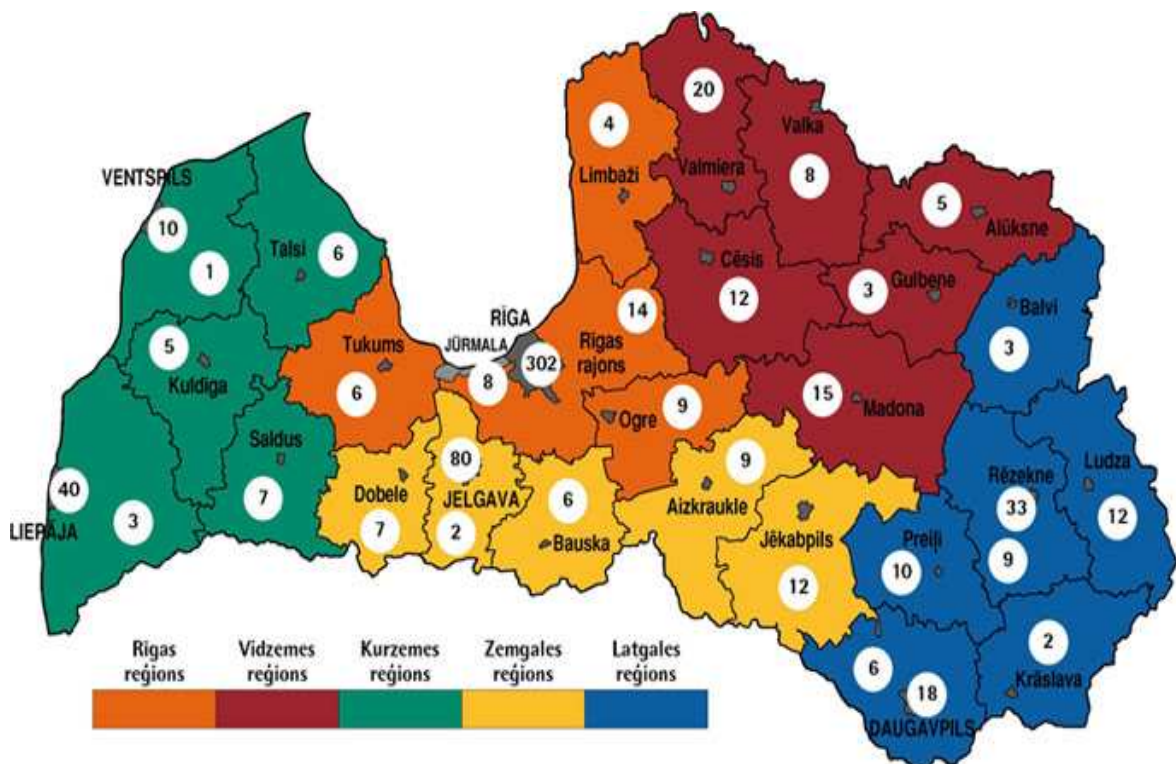 20
4
Valka
Limbaži
Valmiera
8
VENTSPILS
5
Alūksne
10
Talsi
6
Cēsis
1
12
3
Gulbene
Balvi
14
RĪGA
JŪRMALA
302
Rīgas
rajons
3
5
Kuldīga
Tukums
6
8
15
Madona
Ogre
9
Saldus
7
80
Dobele
JELGAVA
7
2
6
Bauska
9
Aizkraukle
Rēzekne
33
Ludza
12
40
LIEPĀJA
3
Jēkabpils
12
Preiļi
10
9
2
Krāslava
6
18
DAUGAVPILS
Rīgas
reģions
Vidzemes
reģions
Kurzemes
reģions
Zemgales
reģions
Latgales
reģions